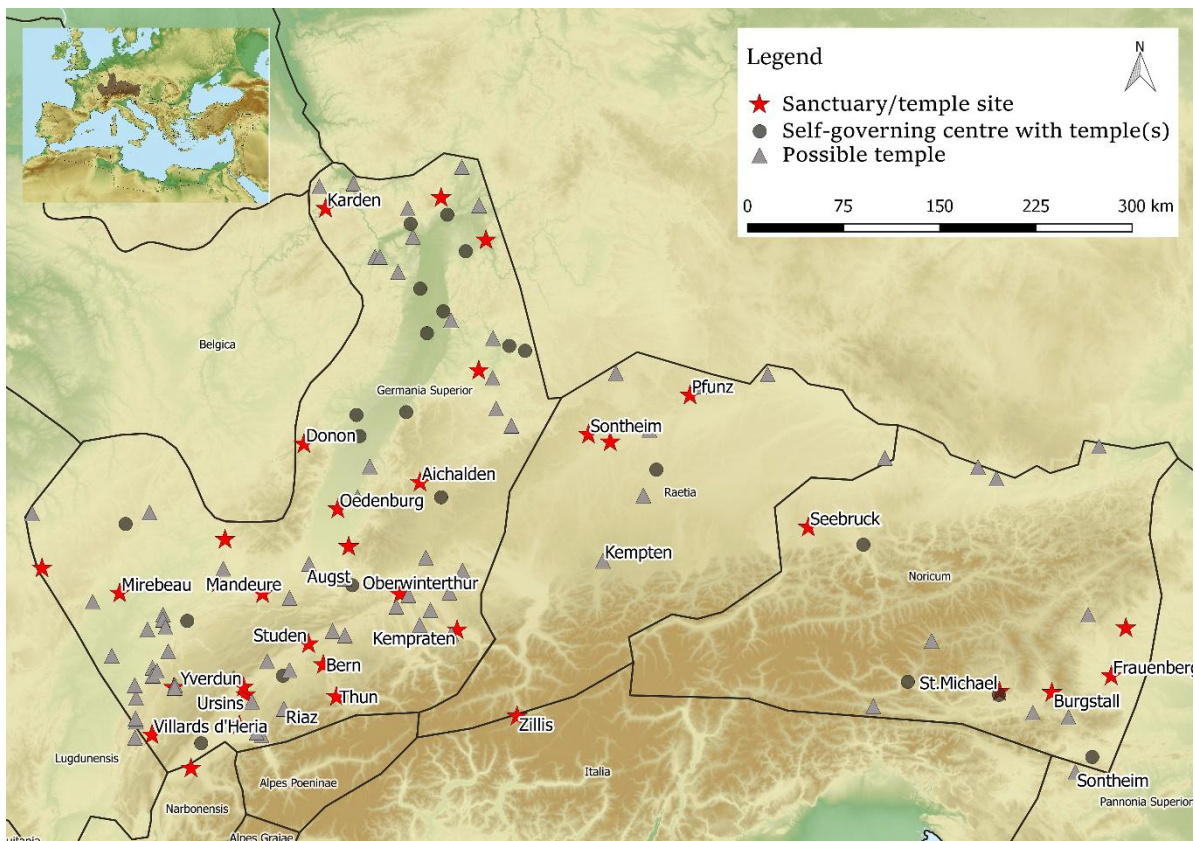 Legend
N
Sanctuary/temple site
Self-governing centre with temple(s)
Possible temple
0 75 150 225 300 km
Karden
Belgica
Germania Superior
Pfunz
Sontheim
Donon
Aichalden
Raetia
Oedenburg
Seebruck
Kempten
Noricum
Augst
Oberwinterthur
Mirebeau
Mandeure
Studen
Kempraten
Bern
Frauenberg
Yverdun
St.Michael
Thun
Burgstall
Ursins
Riaz
Villards d'Heria
Zillis
Lugdunensis
Italia
Sontheim
Alpes Poeninae
Pannonia Superior
Narbonensis
Alpes Graiae
uitania